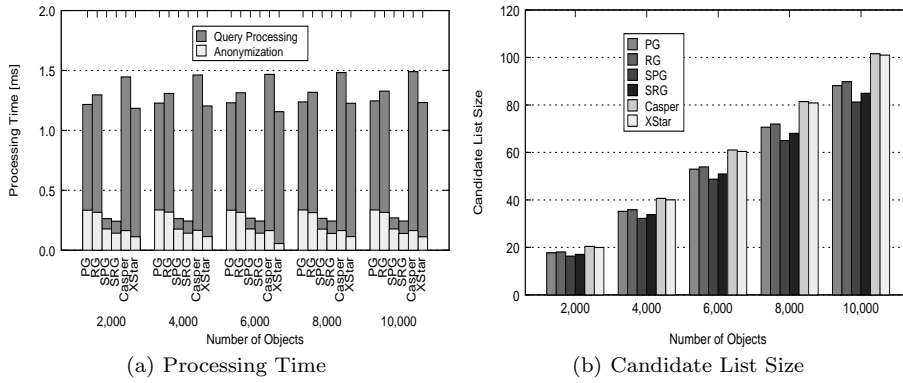 2.0
1.5
1.0
0.5
0.0
Processing Time [ms]
Query Processing
Anonymization
PG
RG
SPG
SRG
Casper
XStar
PG
RG
SPG
SRG
Casper
XStar
PG
RG
SPG
SRG
Casper
XStar
PG
RG
SPG
SRG
Casper
XStar
PG
RG
SPG
SRG
Casper
XStar
2,000 4,000 6,000 8,000 10,000
Number of Objects
(a) Processing Time
120
100
80
60
40
20
0
Candidate List Size
PG
RG
SPG
SRG
Casper
XStar
2,000 4,000 6,000 8,000 10,000
Number of Objects
(b) Candidate List Size